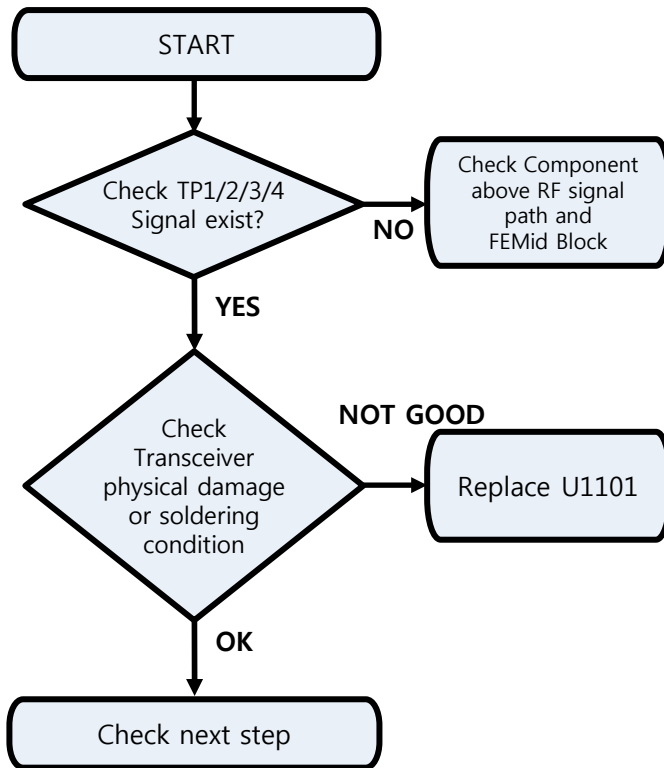 START
Check TP1/2/3/4
Signal exist?
NO
Check Component
above RF signal
path and
FEMid Block
YES
Check
Transceiver
physical damage
or soldering
condition
NOT GOOD
Replace U1101
OK
Check next step